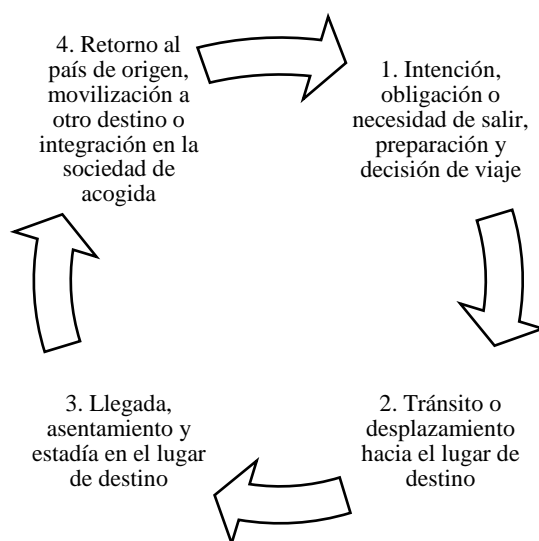 4. Retorno al
país de origen,
movilización a
otro destino o
integración en la
sociedad de
acogida
1. Intención,
obligación o
necesidad de salir,
preparación y
decisión de viaje
3. Llegada,
asentamiento y
estadía en el lugar
de destino
2. Tránsito o
desplazamiento
hacia el lugar de
destino